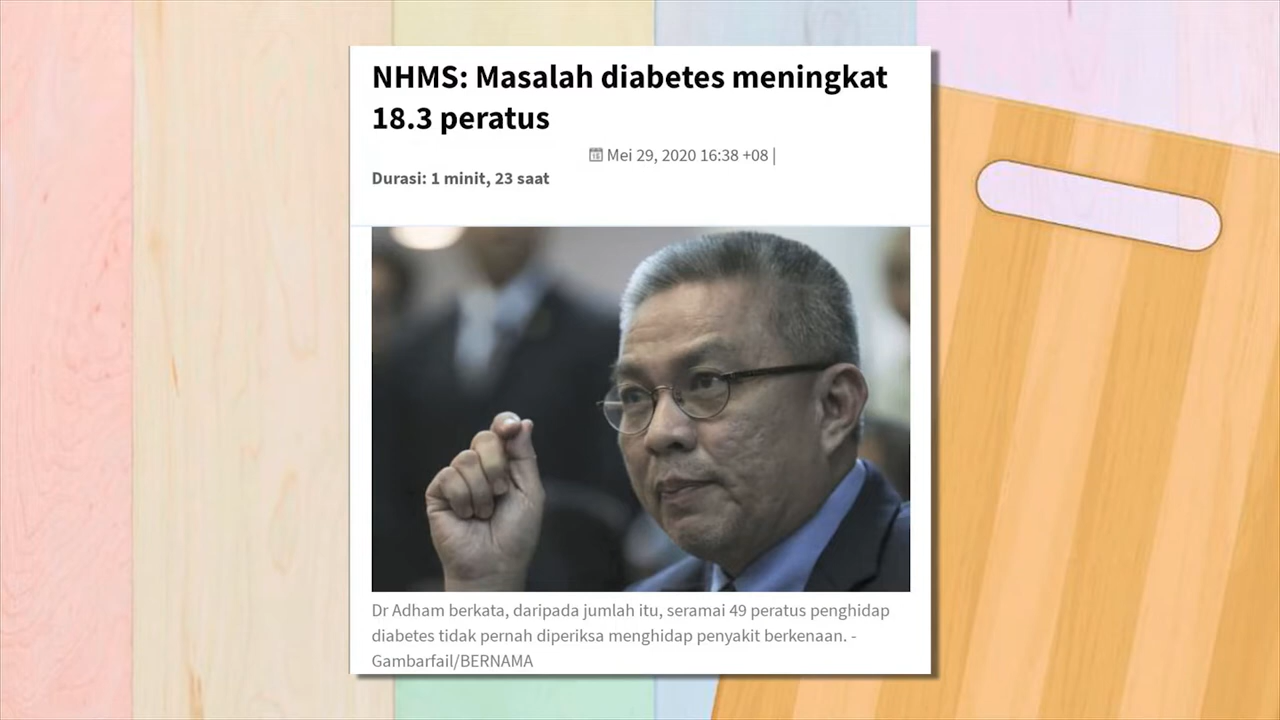 NHMS: Masalah diabetes meningkat
18.3 peratus
Mei 29, 2020 16:38 +08 |
Durasi: 1 minit, 23 saat
Dr Adham berkata, daripada jumlah itu, seramai 49 peratus penghidap
diabetes tidak pernah diperiksa menghidap penyakit berkenaan. -
Gambarfail/BERNAMA